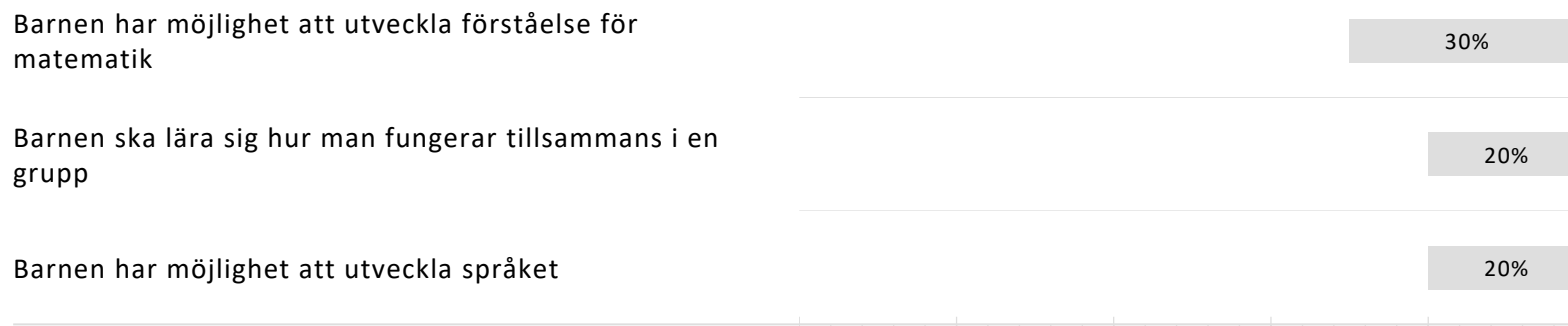 Barnen har möjlighet att utveckla förståelse för
matematik
30%
Barnen ska lära sig hur man fungerar tillsammans i en
grupp
20%
Barnen har möjlighet att utveckla språket
20%